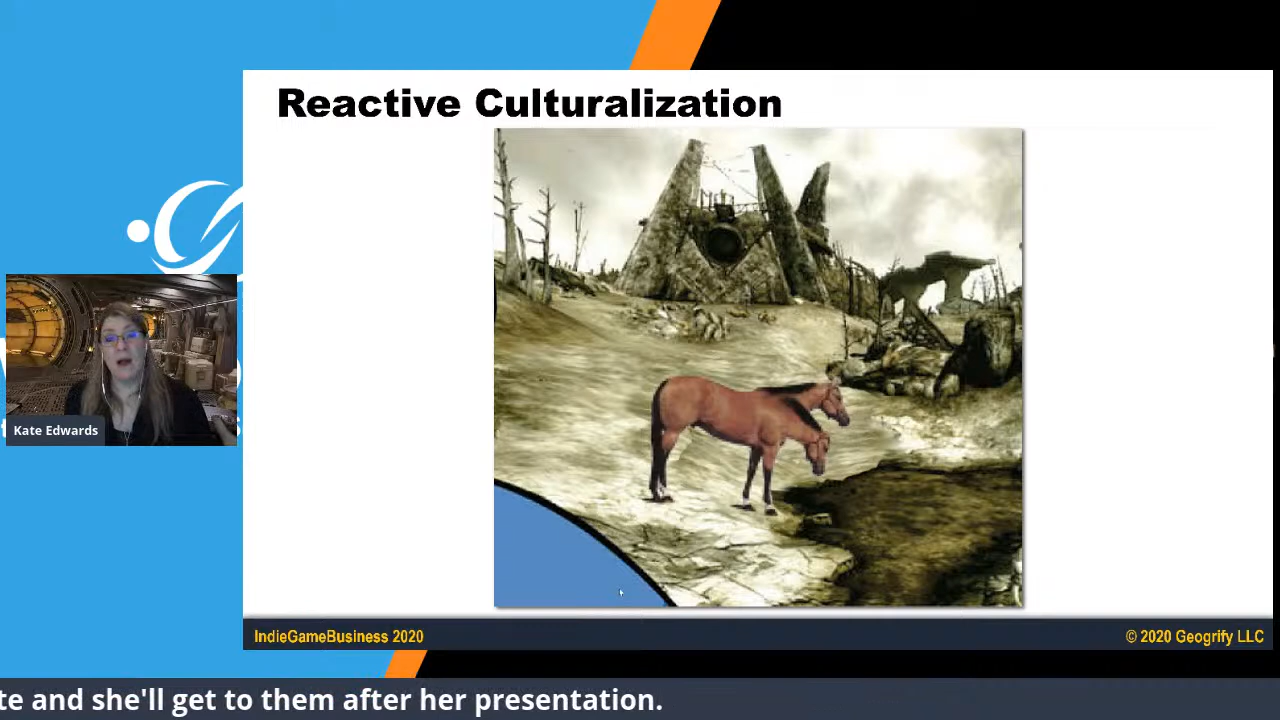 Reactive Culturalization
Kate Edwards
IndieGameBusiness 2020
© 2020 Geogrify LLC
te and she'll get to them after her presentation.